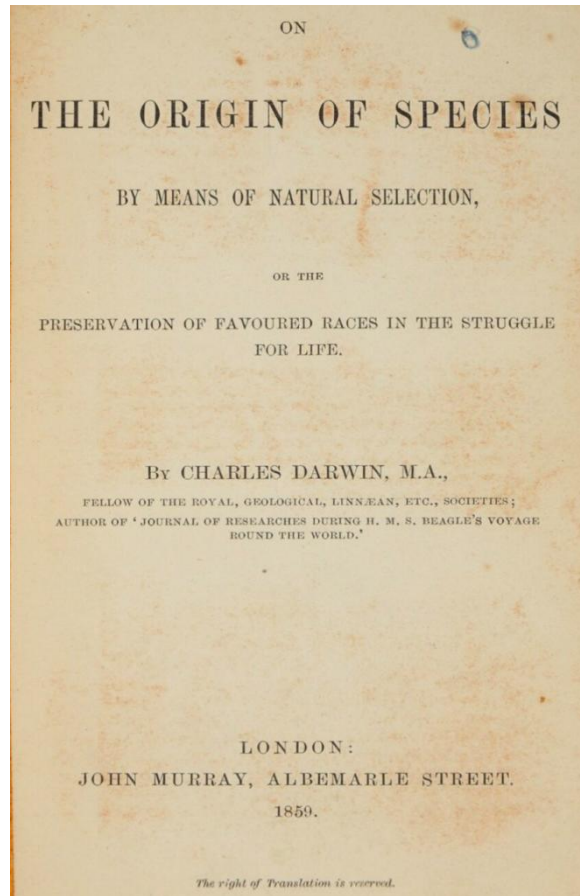 ON
THE ORIGIN OF SPECIES
BY MEANS OF NATURAL SELECTION,
OR THE
PRESERVATION OF FAVOURED RACES IN THE STRUGGLE
FOR LIFE.
BY CHARLES DARWIN, M.A.,
FELLOW OF THE ROYAL, GEOLOGICAL, LINNÆAN, ETC., SOCIETIES;
AUTHOR OF ‘JOURNAL OF RESEARCHES DURING H. M. S. BEAGLE’S VOYAGE
ROUND THE WORLD.’
LONDON:
JOHN MURRAY, ALBEMARLE STREET.
1859.
The right of Translation is reserved.